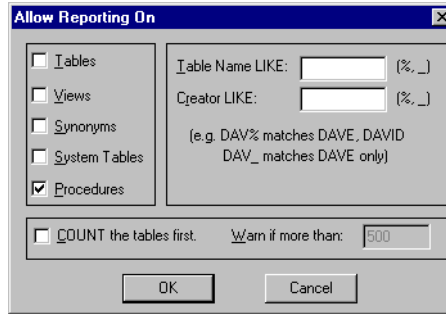 Allow Reporting On
Tables
Views
Synonyms
System Tables
Procedures
Table Name LIKE: (%, _)
Creator LIKE: (%, _)
(e.g. DAV% matches DAVE, DAVID
DAV_ matches DAVE only)
COUNT the tables first. Warn if more than: 500
OK Cancel